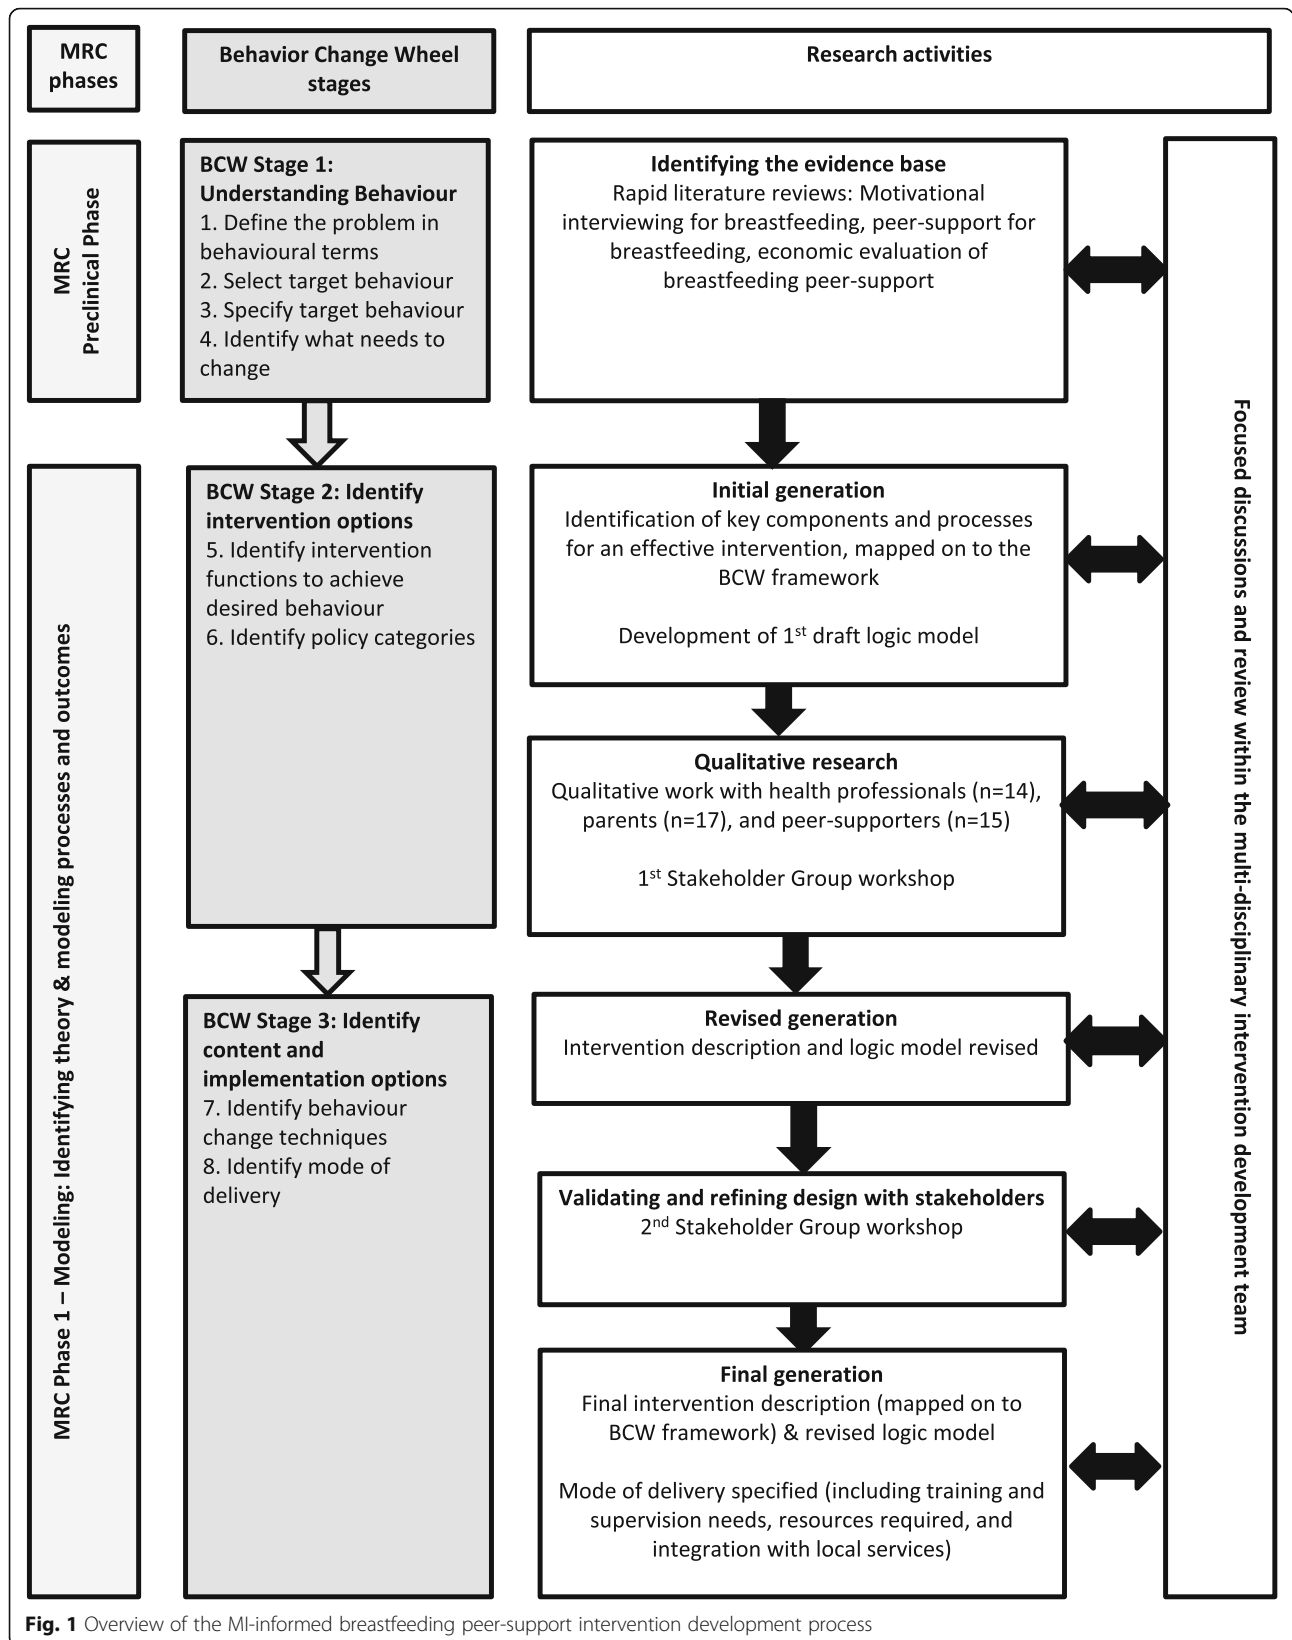 MRC
phases
Behavior Change Wheel
stages
Research activities
MRC
Preclinical Phase
BCW Stage 1:
Understanding Behaviour
1. Define the problem in
behavioural terms
2. Select target behaviour
3. Specify target behaviour
4. Identify what needs to
change
Identifying the evidence base
Rapid literature reviews: Motivational
interviewing for breastfeeding, peer-support for
breastfeeding, economic evaluation of
breastfeeding peer-support
Focused discussions and review within the multi-disciplinary intervention development team
MRC Phase 1 – Modeling: Identifying theory & modeling processes and outcomes
BCW Stage 2: Identify
intervention options
5. Identify intervention
functions to achieve
desired behaviour
6. Identify policy categories
Initial generation
Identification of key components and processes
for an effective intervention, mapped on to the
BCW framework
Development of 1st draft logic model
Qualitative research
Qualitative work with health professionals (n=14),
parents (n=17), and peer-supporters (n=15)
1st Stakeholder Group workshop
BCW Stage 3: Identify
content and
implementation options
7. Identify behaviour
change techniques
8. Identify mode of
delivery
Revised generation
Intervention description and logic model revised
Validating and refining design with stakeholders
2nd Stakeholder Group workshop
Final generation
Final intervention description (mapped on to
BCW framework) & revised logic model
Mode of delivery specified (including training and
supervision needs, resources required, and
integration with local services)
Fig. 1 Overview of the MI-informed breastfeeding peer-support intervention development process